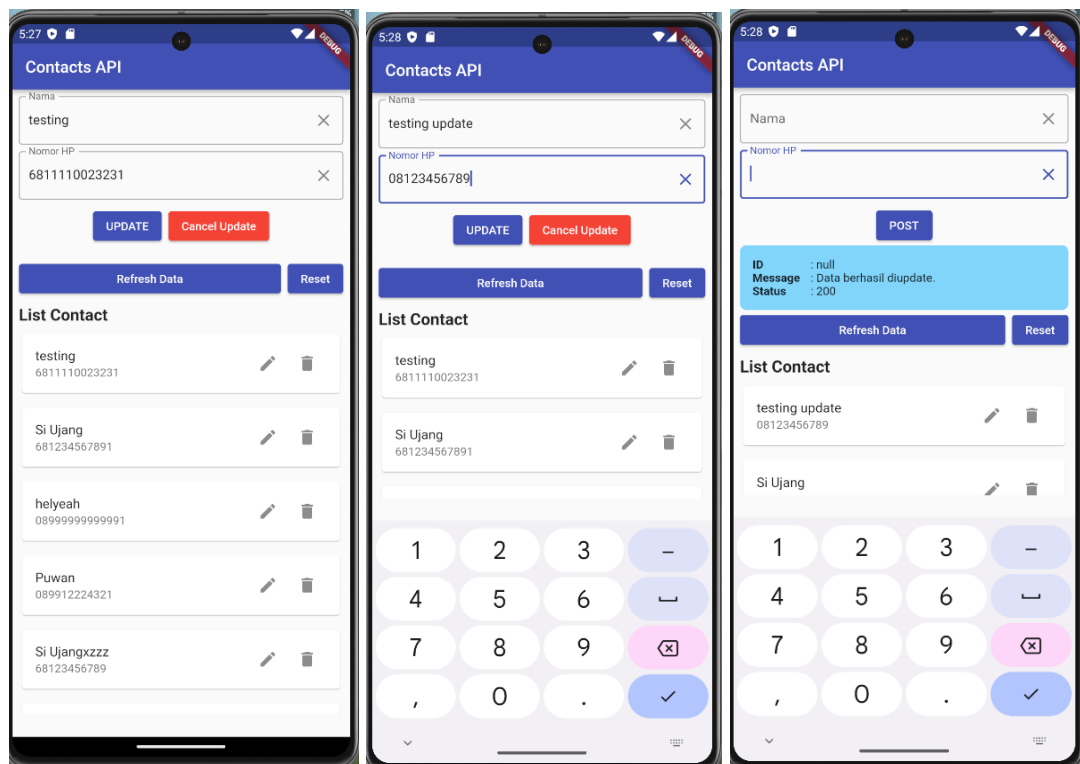 5:27
DEBUG
Contacts API
Nama
testing
Nomor HP
6811110023231
UPDATE
Cancel Update
Refresh Data
Reset
List Contact
testing
6811110023231
Si Ujang
681234567891
helyeah
08999999999991
Puwan
089912224321
Si Ujangxzzz
68123456789
5:28
DEBUG
Contacts API
Nama
testing update
Nomor HP
08123456789
UPDATE
Cancel Update
Refresh Data
Reset
List Contact
testing
6811110023231
Si Ujang
681234567891
1 2 3 –
4 5 6
7 8 9
, 0 .
5:28
DEBUG
Contacts API
Nama
Nomor HP
POST
ID : null
Message : Data berhasil diupdate.
Status : 200
Refresh Data
Reset
List Contact
testing update
08123456789
Si Ujang
1 2 3 –
4 5 6
7 8 9
, 0 .